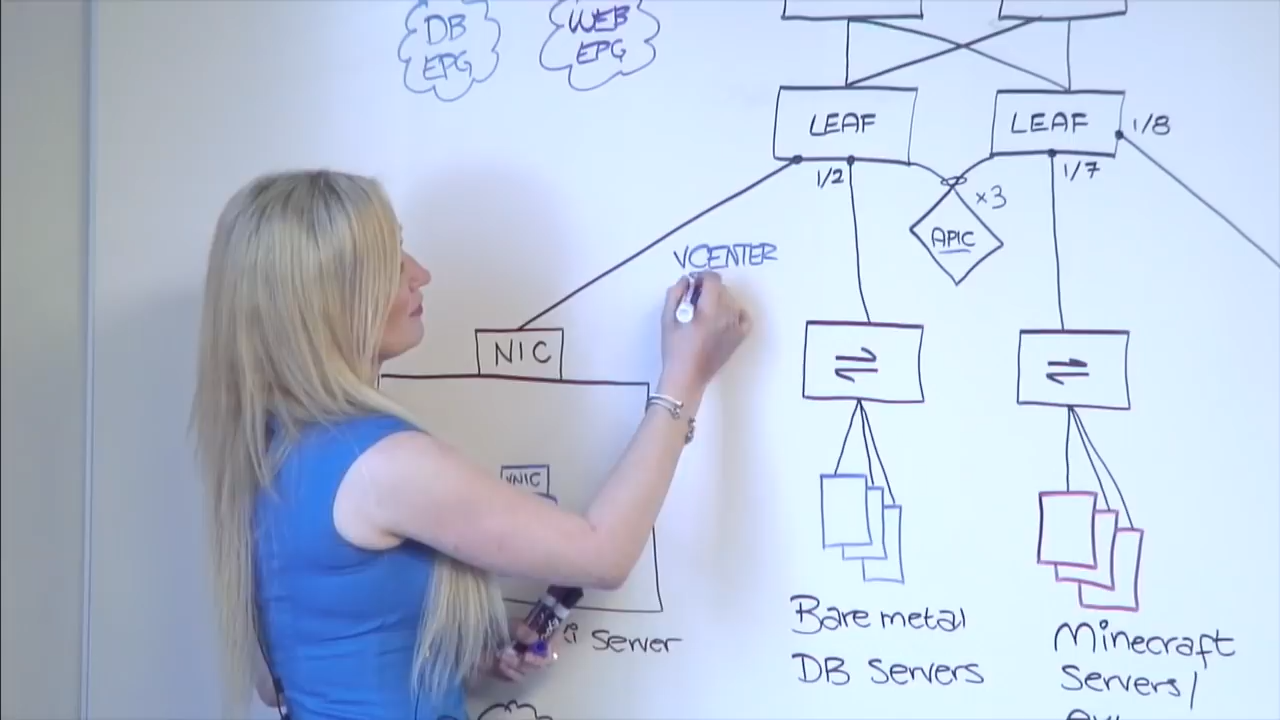 DB
EPG
WEB
EPG
LEAF
LEAF
1/8
1/2
1/7
x3
APIC
VCENTER
NIC
VNIC
Server
Bare metal
DB Servers
Minecraft
Servers/